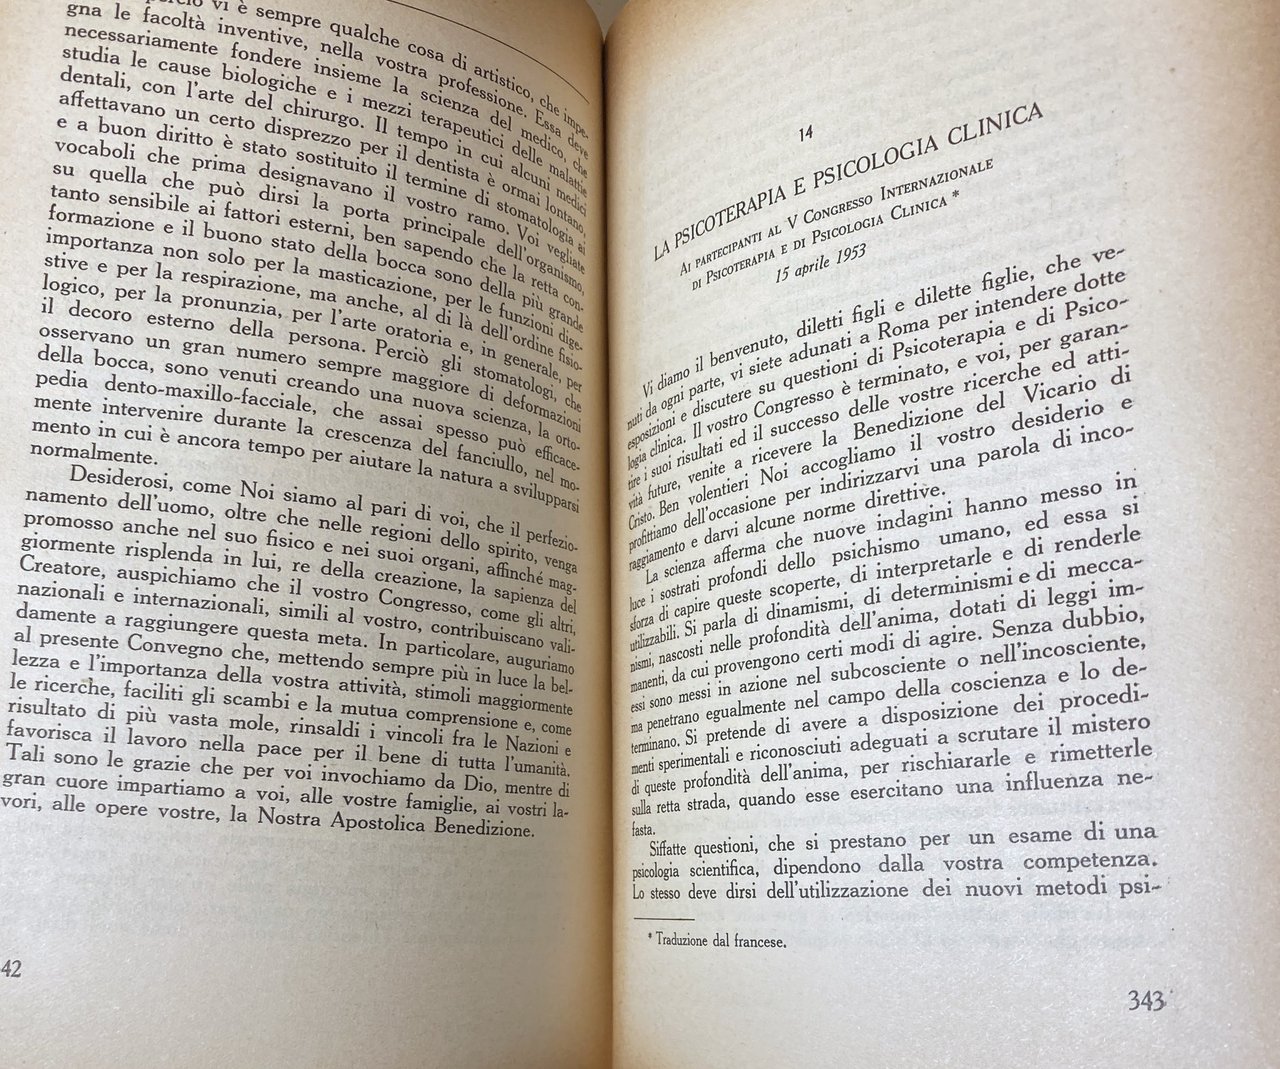 vi è sempre qualche cosa di artistico, che impe-
gna le facoltà inventive, nella vostra professione. Essa deve
necessariamente fondere insieme la scienza del medico, che
studia le cause biologiche e i mezzi terapeutici delle malattie
dentali, con l'arte del chirurgo. Il tempo in cui alcuni medici
affettavano un certo disprezzo per il dentista è ormai lontano,
e a buon diritto è stato sostituito il termine di stomatologia ai
vocaboli che prima designavano il vostro ramo. Voi vegliate
su quella che può dirsi la porta principale dell'organismo,
tanto sensibile ai fattori esterni, ben sapendo che la retta con-
formazione e il buono stato della bocca sono della più grande
importanza non solo per la masticazione, per le funzioni dige-
stive e per la respirazione, ma anche, al di là dell'ordine fisio-
logico, per la pronunzia, per l'arte oratoria e, in generale, per
il decoro esterno della persona. Perciò gli stomatologi, che
osservano un gran numero sempre maggiore di deformazioni
della bocca, sono venuti creando una nuova scienza, la orto-
pedia dento-maxillo-facciale, che assai spesso può efficace-
mente intervenire durante la crescenza del fanciullo, nel mo-
mento in cui è ancora tempo per aiutare la natura a svilupparsi
normalmente.
Desiderosi, come Noi siamo al pari di voi, che il perfezio-
namento dell'uomo, oltre che nelle regioni dello spirito, venga
promosso anche nel suo fisico e nei suoi organi, affinché mag-
giormente risplenda in lui, re della creazione, la sapienza del
Creatore, auspichiamo che il vostro Congresso, come gli altri,
nazionali e internazionali, simili al vostro, contribuiscano vali-
damente a raggiungere questa meta. In particolare, auguriamo
al presente Convegno che, mettendo sempre più in luce la bel-
lezza e l'importanza della vostra attività, stimoli maggiormente
le ricerche, faciliti gli scambi e la mutua comprensione e, come
risultato di più vasta mole, rinsaldi i vincoli fra le Nazioni e
favorisca il lavoro nella pace per il bene di tutta l'umanità.
Tali sono le grazie che per voi invochiamo da Dio, mentre di
gran cuore impartiamo a voi, alle vostre famiglie, ai vostri la-
vori, alle opere vostre, la Nostra Apostolica Benedizione.
42
14
LA PSICOTERAPIA E PSICOLOGIA CLINICA
AI PARTECIPANTI AL V CONGRESSO INTERNAZIONALE
DI PSICOTERAPIA E DI PSICOLOGIA CLINICA *
15 aprile 1953
Vi diamo il benvenuto, diletti figli e dilette figlie, che ve-
nuti da ogni parte, vi siete adunati a Roma per intendere dotte
esposizioni e discutere su questioni di Psicoterapia e di Psico-
logia clinica. Il vostro Congresso è terminato, e voi, per garan-
tire i suoi risultati ed il successo delle vostre ricerche ed atti-
vità future, venite a ricevere la Benedizione del Vicario di
Cristo. Ben volentieri Noi accogliamo il vostro desiderio e
profittiamo dell'occasione per indirizzarvi una parola di inco-
raggiamento e darvi alcune norme direttive.
La scienza afferma che nuove indagini hanno messo in
luce i sostrati profondi dello psichismo umano, ed essa si
sforza di capire queste scoperte, di interpretarle e di renderle
utilizzabili. Si parla di dinamismi, di determinismi e di mecca-
nismi, nascosti nelle profondità dell'anima, dotati di leggi im-
manenti, da cui provengono certi modi di agire. Senza dubbio,
essi sono messi in azione nel subcosciente o nell'incosciente,
ma penetrano egualmente nel campo della coscienza e lo de-
terminano. Si pretende di avere a disposizione dei procedi-
menti sperimentali e riconosciuti adeguati a scrutare il mistero
di queste profondità dell'anima, per rischiararle e rimetterle
sulla retta strada, quando esse esercitano una influenza ne-
fasta.
Siffatte questioni, che si prestano per un esame di una
psicologia scientifica, dipendono dalla vostra competenza.
Lo stesso deve dirsi dell'utilizzazione dei nuovi metodi psi-
* Traduzione dal francese.
343